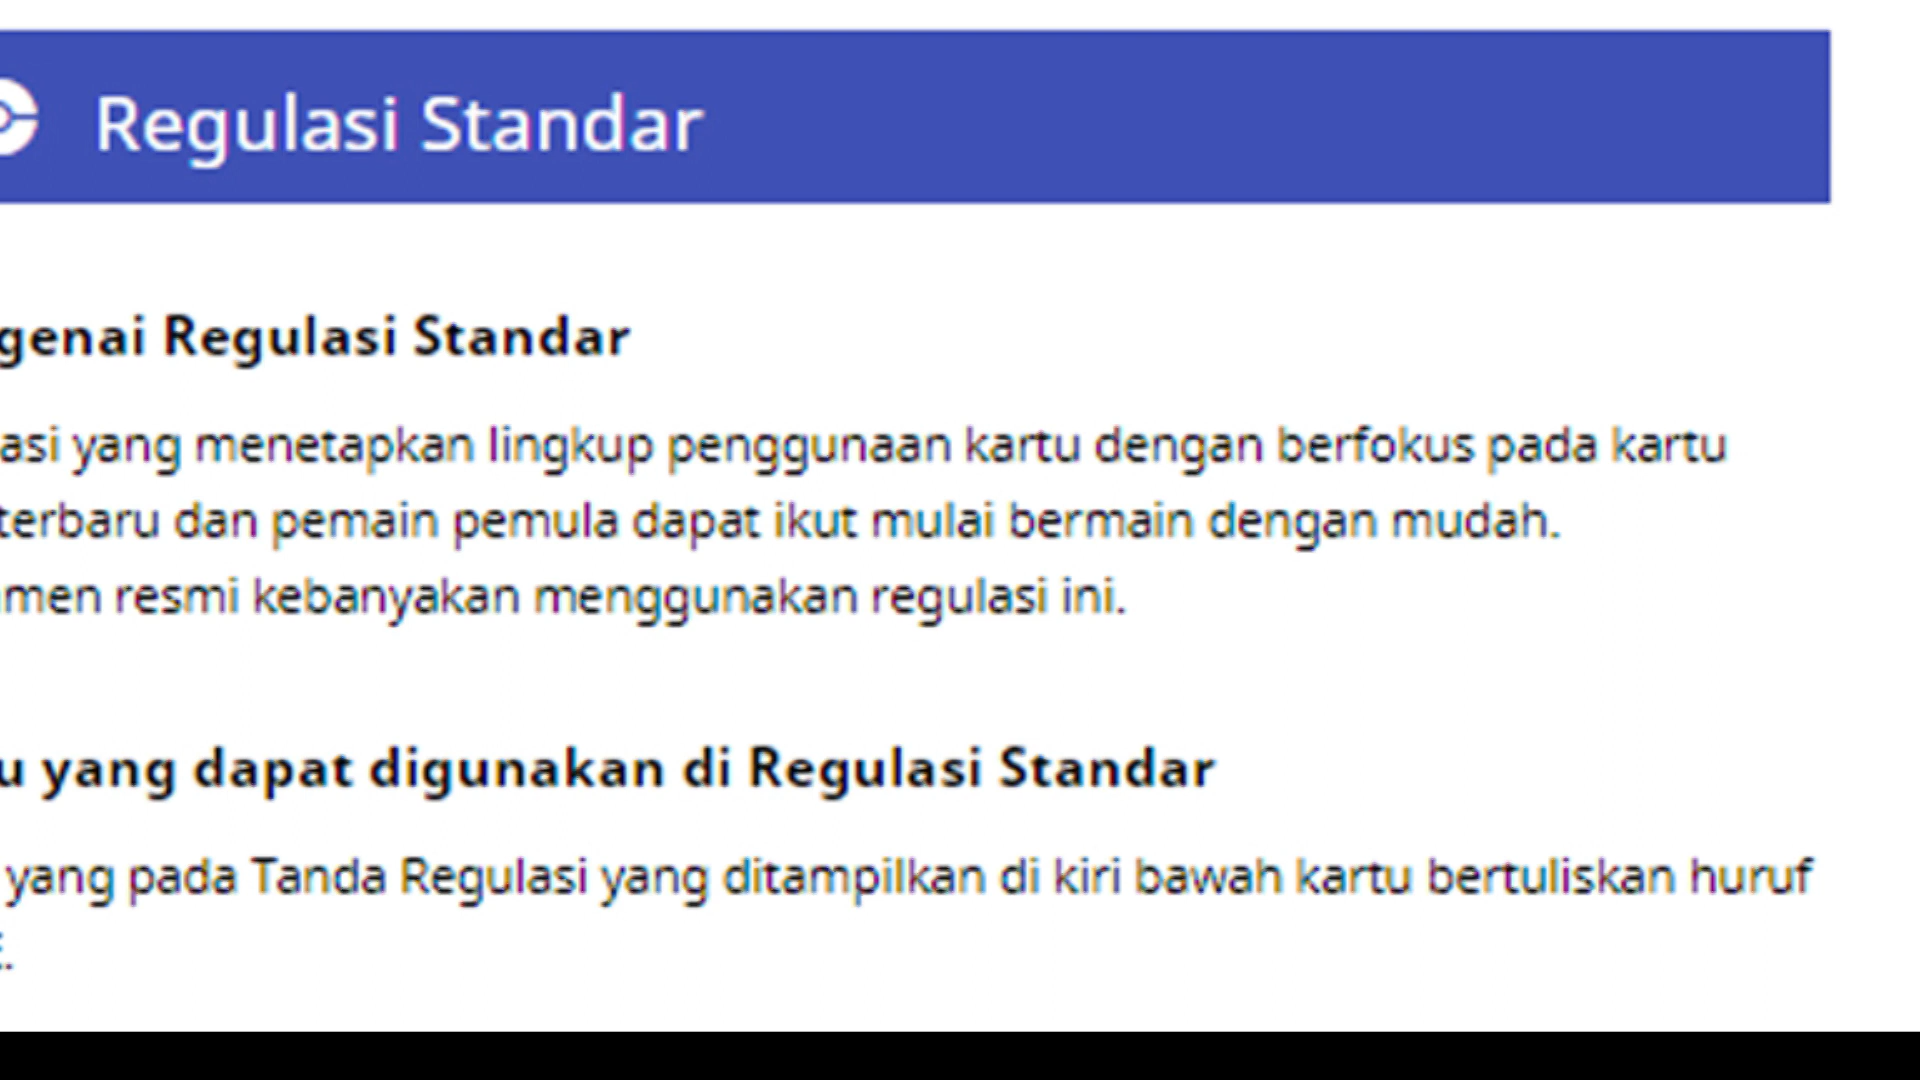 Regulasi Standar
genai Regulasi Standar
asi yang menetapkan lingkup penggunaan kartu dengan berfokus pada kartu
terbaru dan pemain pemula dapat ikut mulai bermain dengan mudah.
men resmi kebanyakan menggunakan regulasi ini.
u yang dapat digunakan di Regulasi Standar
yang pada Tanda Regulasi yang ditampilkan di kiri bawah kartu bertuliskan huruf